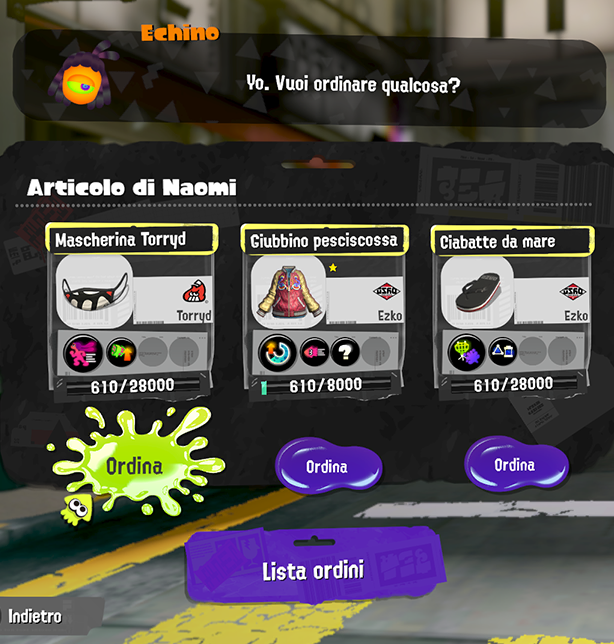 Echino
Yo. Vuoi ordinare qualcosa?
Articolo di Naomi
Mascherina Torryd
Giubbino pesciscossa
Ciabatte da mare
Torryd
Ezko
Ezko
?
610/28000
610/8000
610/28000
Ordina
Ordina
Ordina
Lista ordini
Indietro